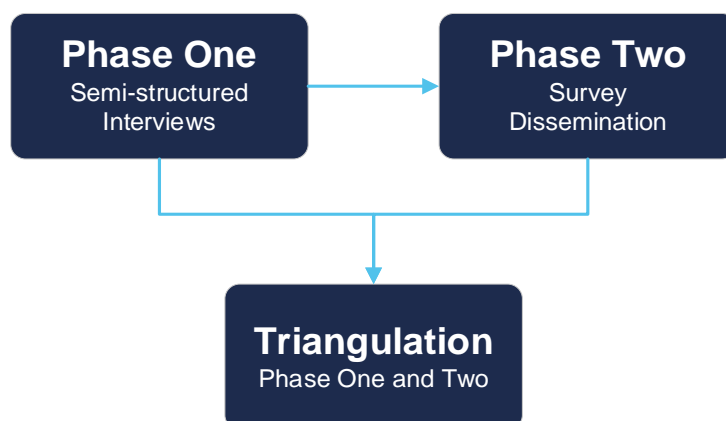 Phase One
Semi-structured
Interviews
Phase Two
Survey
Dissemination
Triangulation
Phase One and Two